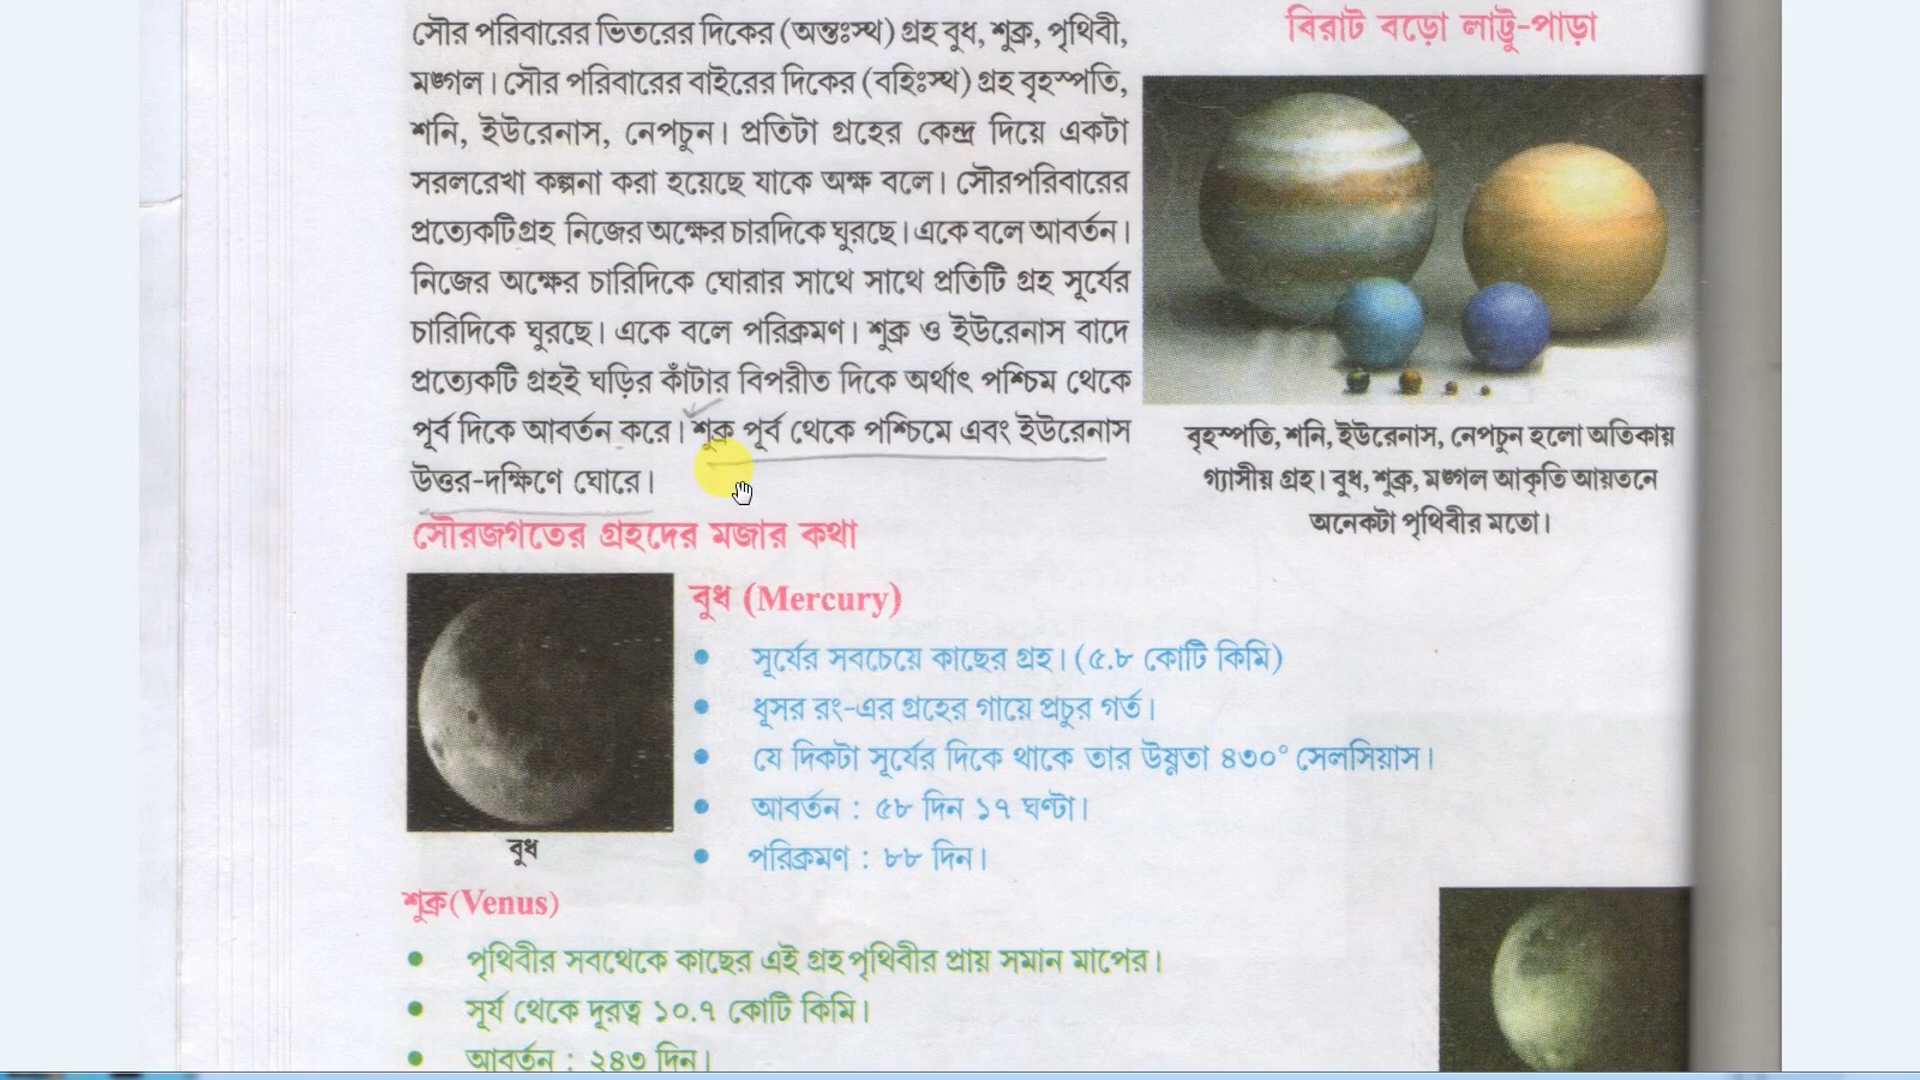 সৌর পরিবারের ভিতরের দিকের (অন্তঃস্থ) গ্রহ বুধ, শুক্র, পৃথিবী,
মঙ্গল। সৌর পরিবারের বাইরের দিকের (বহিঃস্থ) গ্রহ বৃহস্পতি,
শনি, ইউরেনাস, নেপচুন। প্রতিটা গ্রহের কেন্দ্র দিয়ে একটা
সরলরেখা কল্পনা করা হয়েছে যাকে অক্ষ বলে। সৌরপরিবারের
প্রত্যেকটিগ্রহ নিজের অক্ষের চারদিকে ঘুরছে। একে বলে আবর্তন।
নিজের অক্ষের চারিদিকে ঘোরার সাথে সাথে প্রতিটি গ্রহ সূর্যের
চারিদিকে ঘুরছে। একে বলে পরিক্রমণ। শুক্র ও ইউরেনাস বাদে
প্রত্যেকটি গ্রহই ঘড়ির কাঁটার বিপরীত দিকে অর্থাৎ পশ্চিম থেকে
পূর্ব দিকে আবর্তন করে। শুক্র পূর্ব থেকে পশ্চিমে এবং ইউরেনাস
উত্তর-দক্ষিণে ঘোরে।
বিরাট বড়ো লাট্টু-পাড়া
বৃহস্পতি, শনি, ইউরেনাস, নেপচুন হলো অতিকায়
গ্যাসীয় গ্রহ। বুধ, শুক্র, মঙ্গল আকৃতি আয়তনে
অনেকটা পৃথিবীর মতো।
সৌরজগতের গ্রহদের মজার কথা
বুধ (Mercury)
• সূর্যের সবচেয়ে কাছের গ্রহ। (৫.৮ কোটি কিমি)
• ধূসর রং-এর গ্রহের গায়ে প্রচুর গর্ত।
• যে দিকটা সূর্যের দিকে থাকে তার উষ্ণতা ৪৩০° সেলসিয়াস।
• আবর্তন : ৫৮ দিন ১৭ ঘণ্টা।
• পরিক্রমণ : ৮৮ দিন।
বুধ
শুক্র(Venus)
• পৃথিবীর সবথেকে কাছের এই গ্রহ পৃথিবীর প্রায় সমান মাপের।
• সূর্য থেকে দূরত্ব ১০.৭ কোটি কিমি।
• আবর্তন : ২৪৩ দিন।